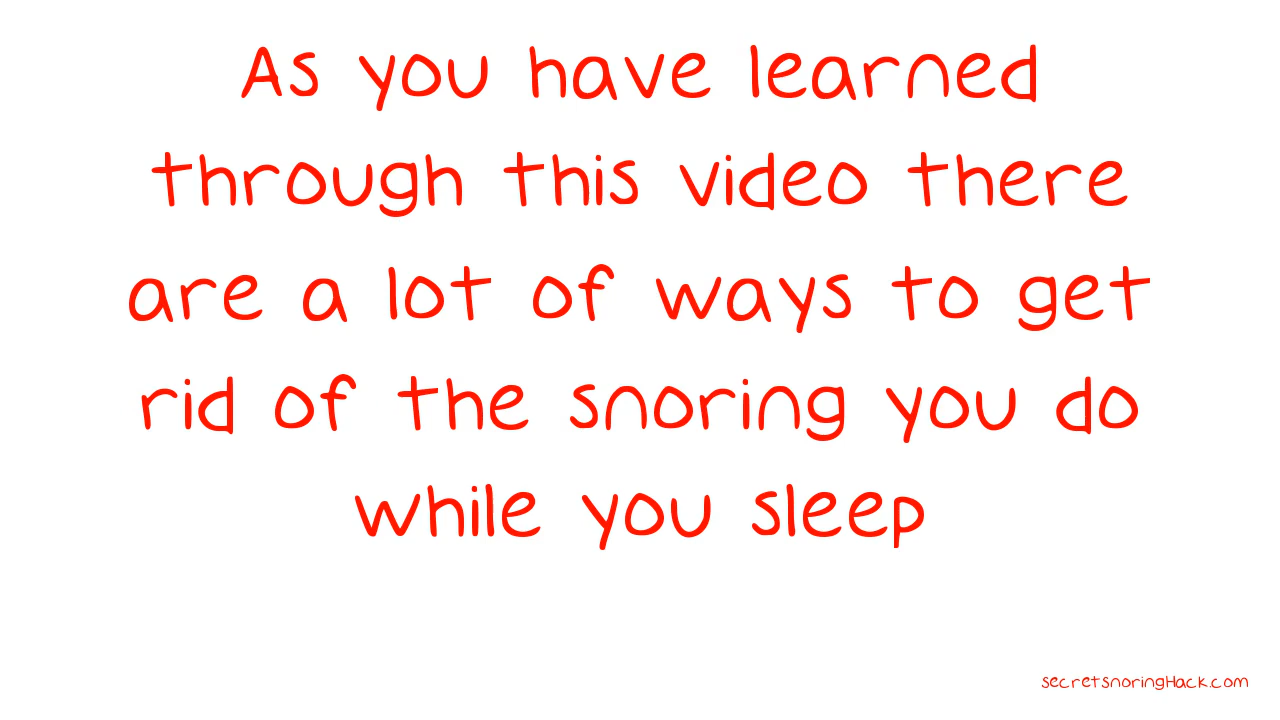 As you have learned
through this video there
are a lot of ways to get
rid of the snoring you do
while you sleep
secretsnoringHack.com